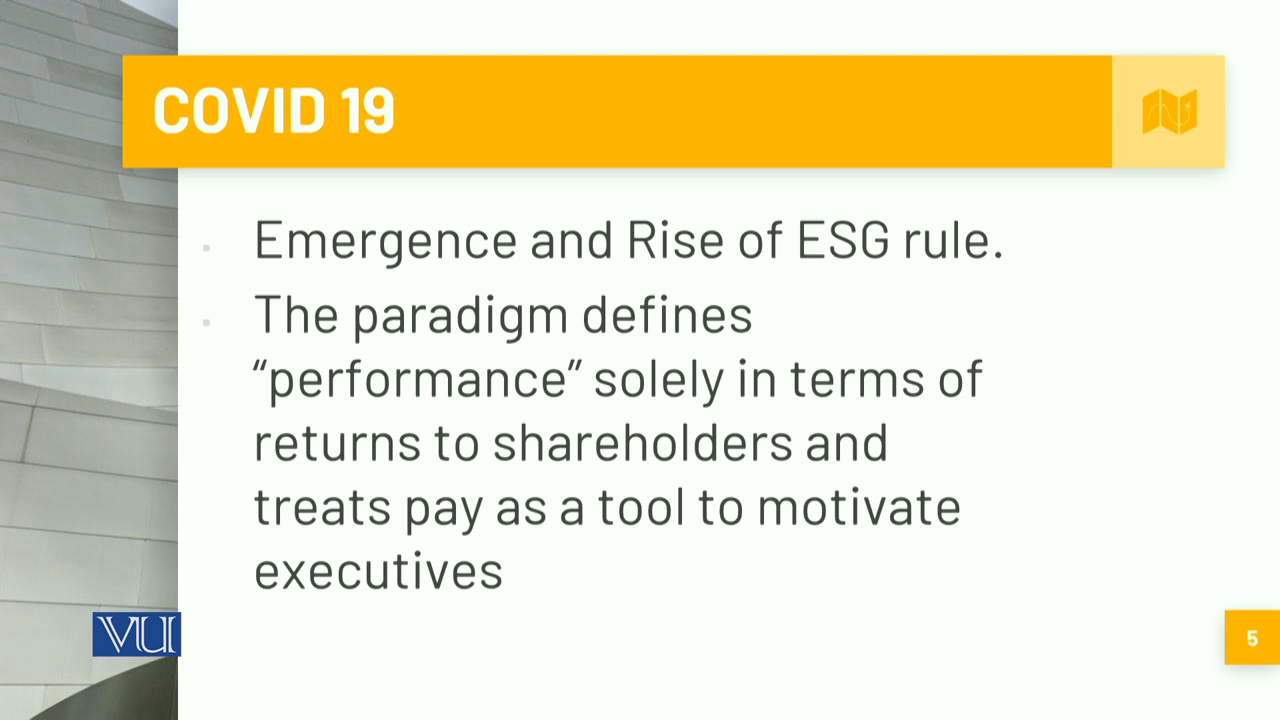 COVID 19
Emergence and Rise of ESG rule.
The paradigm defines
“performance” solely in terms of
returns to shareholders and
treats pay as a tool to motivate
executives
VU
5